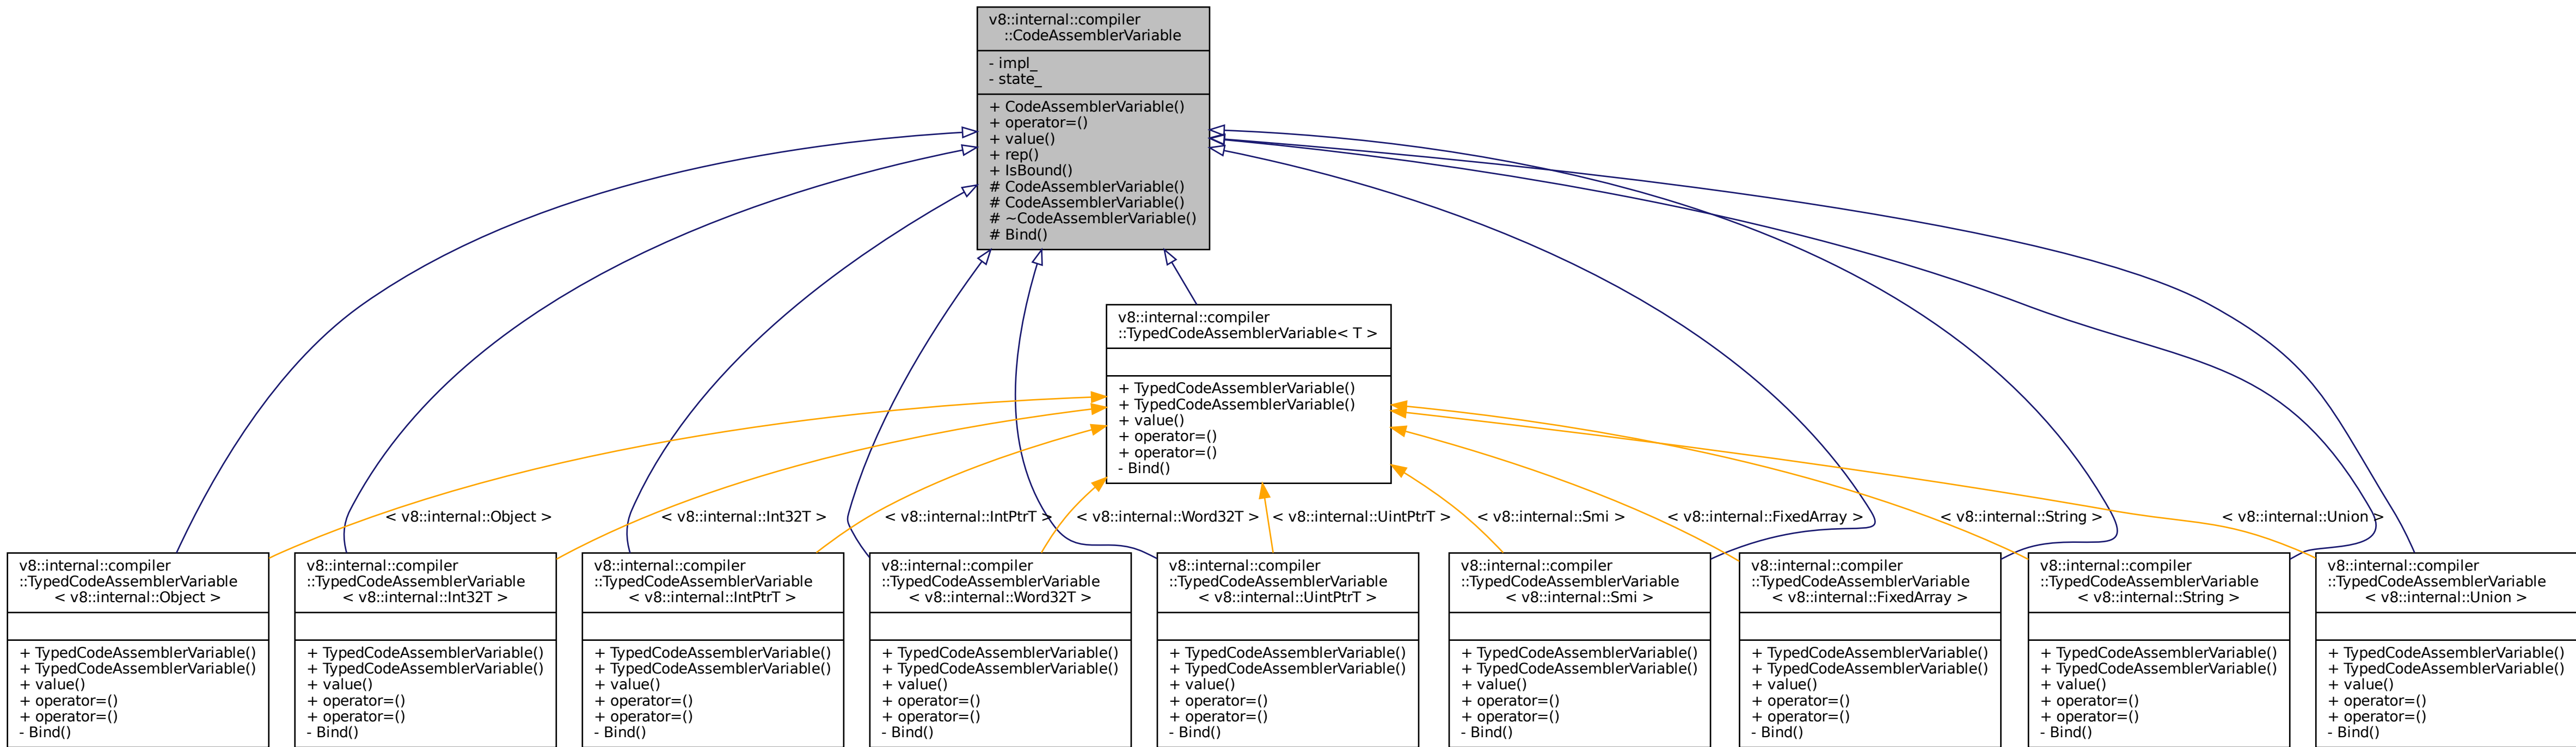 v8::internal::compiler
::CodeAssemblerVariable
- impl_
- state_
+ CodeAssemblerVariable()
+ operator=()
+ value()
+ rep()
+ IsBound()
# CodeAssemblerVariable()
# CodeAssemblerVariable()
# ~CodeAssemblerVariable()
# Bind()
v8::internal::compiler
::TypedCodeAssemblerVariable< T >
+ TypedCodeAssemblerVariable()
+ TypedCodeAssemblerVariable()
+ value()
+ operator=()
+ operator=()
- Bind()
< v8::internal::Object >
< v8::internal::Int32T >
< v8::internal::IntPtrT >
< v8::internal::Word32T >
< v8::internal::UintPtrT >
< v8::internal::Smi >
< v8::internal::FixedArray >
< v8::internal::String >
< v8::internal::Union >
v8::internal::compiler
::TypedCodeAssemblerVariable
< v8::internal::Object >
+ TypedCodeAssemblerVariable()
+ TypedCodeAssemblerVariable()
+ value()
+ operator=()
+ operator=()
- Bind()
v8::internal::compiler
::TypedCodeAssemblerVariable
< v8::internal::Int32T >
+ TypedCodeAssemblerVariable()
+ TypedCodeAssemblerVariable()
+ value()
+ operator=()
+ operator=()
- Bind()
v8::internal::compiler
::TypedCodeAssemblerVariable
< v8::internal::IntPtrT >
+ TypedCodeAssemblerVariable()
+ TypedCodeAssemblerVariable()
+ value()
+ operator=()
+ operator=()
- Bind()
v8::internal::compiler
::TypedCodeAssemblerVariable
< v8::internal::Word32T >
+ TypedCodeAssemblerVariable()
+ TypedCodeAssemblerVariable()
+ value()
+ operator=()
+ operator=()
- Bind()
v8::internal::compiler
::TypedCodeAssemblerVariable
< v8::internal::UintPtrT >
+ TypedCodeAssemblerVariable()
+ TypedCodeAssemblerVariable()
+ value()
+ operator=()
+ operator=()
- Bind()
v8::internal::compiler
::TypedCodeAssemblerVariable
< v8::internal::Smi >
+ TypedCodeAssemblerVariable()
+ TypedCodeAssemblerVariable()
+ value()
+ operator=()
+ operator=()
- Bind()
v8::internal::compiler
::TypedCodeAssemblerVariable
< v8::internal::FixedArray >
+ TypedCodeAssemblerVariable()
+ TypedCodeAssemblerVariable()
+ value()
+ operator=()
+ operator=()
- Bind()
v8::internal::compiler
::TypedCodeAssemblerVariable
< v8::internal::String >
+ TypedCodeAssemblerVariable()
+ TypedCodeAssemblerVariable()
+ value()
+ operator=()
+ operator=()
- Bind()
v8::internal::compiler
::TypedCodeAssemblerVariable
< v8::internal::Union >
+ TypedCodeAssemblerVariable()
+ TypedCodeAssemblerVariable()
+ value()
+ operator=()
+ operator=()
- Bind()